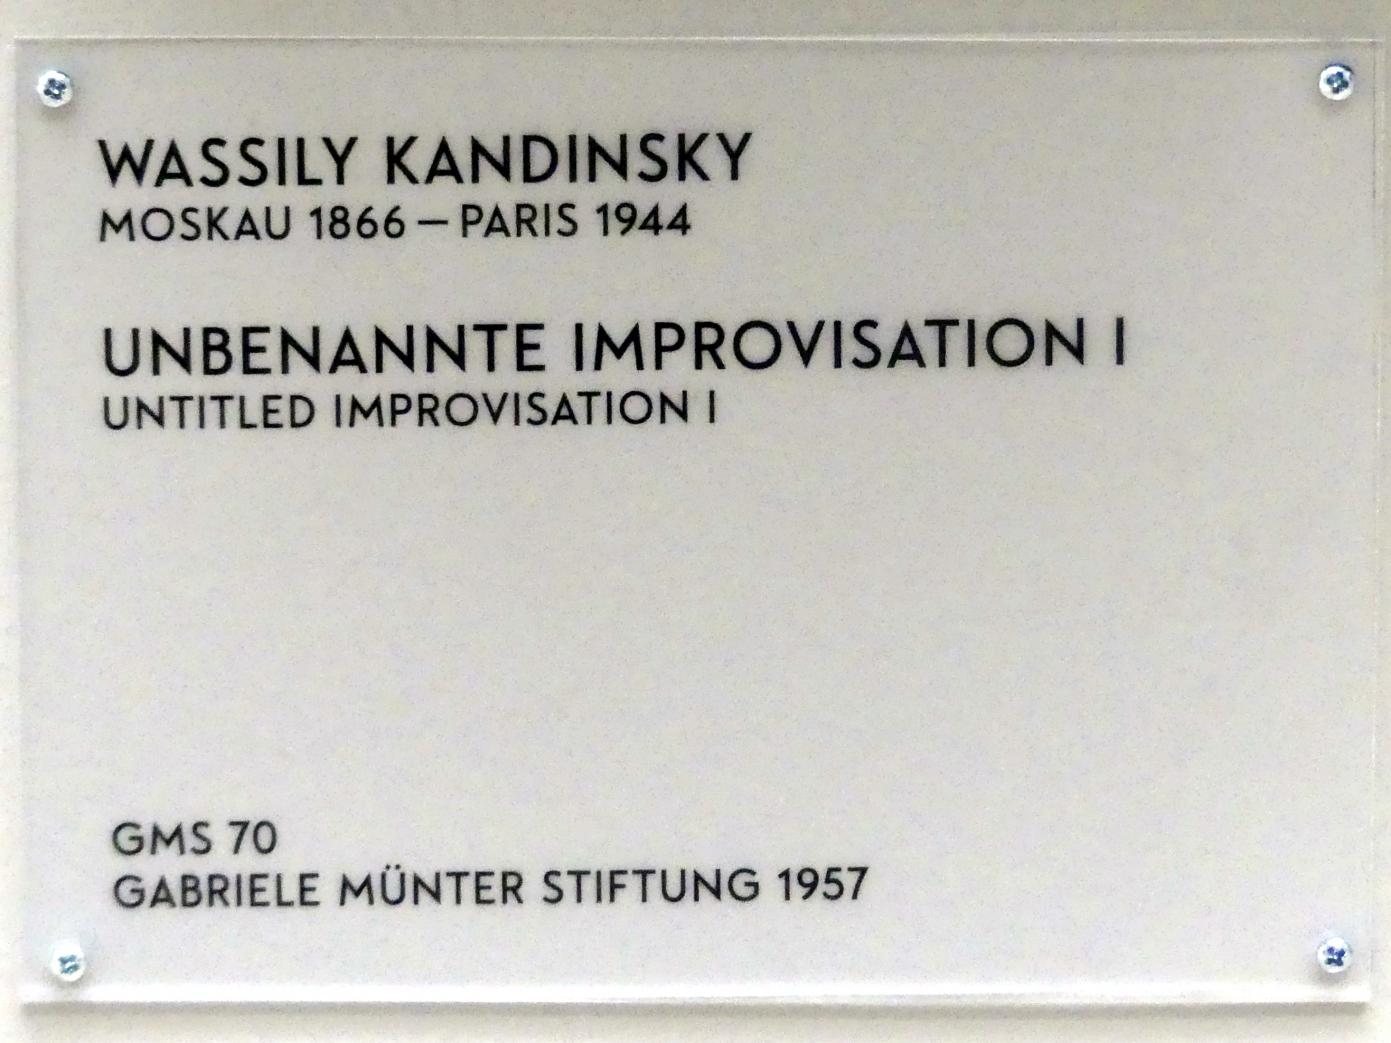 WASSILY KANDINSKY
MOSKAU 1866 – PARIS 1944
UNBENANNTE IMPROVISATION I
UNTITLED IMPROVISATION I
GMS 70
GABRIELE MÜNTER STIFTUNG 1957